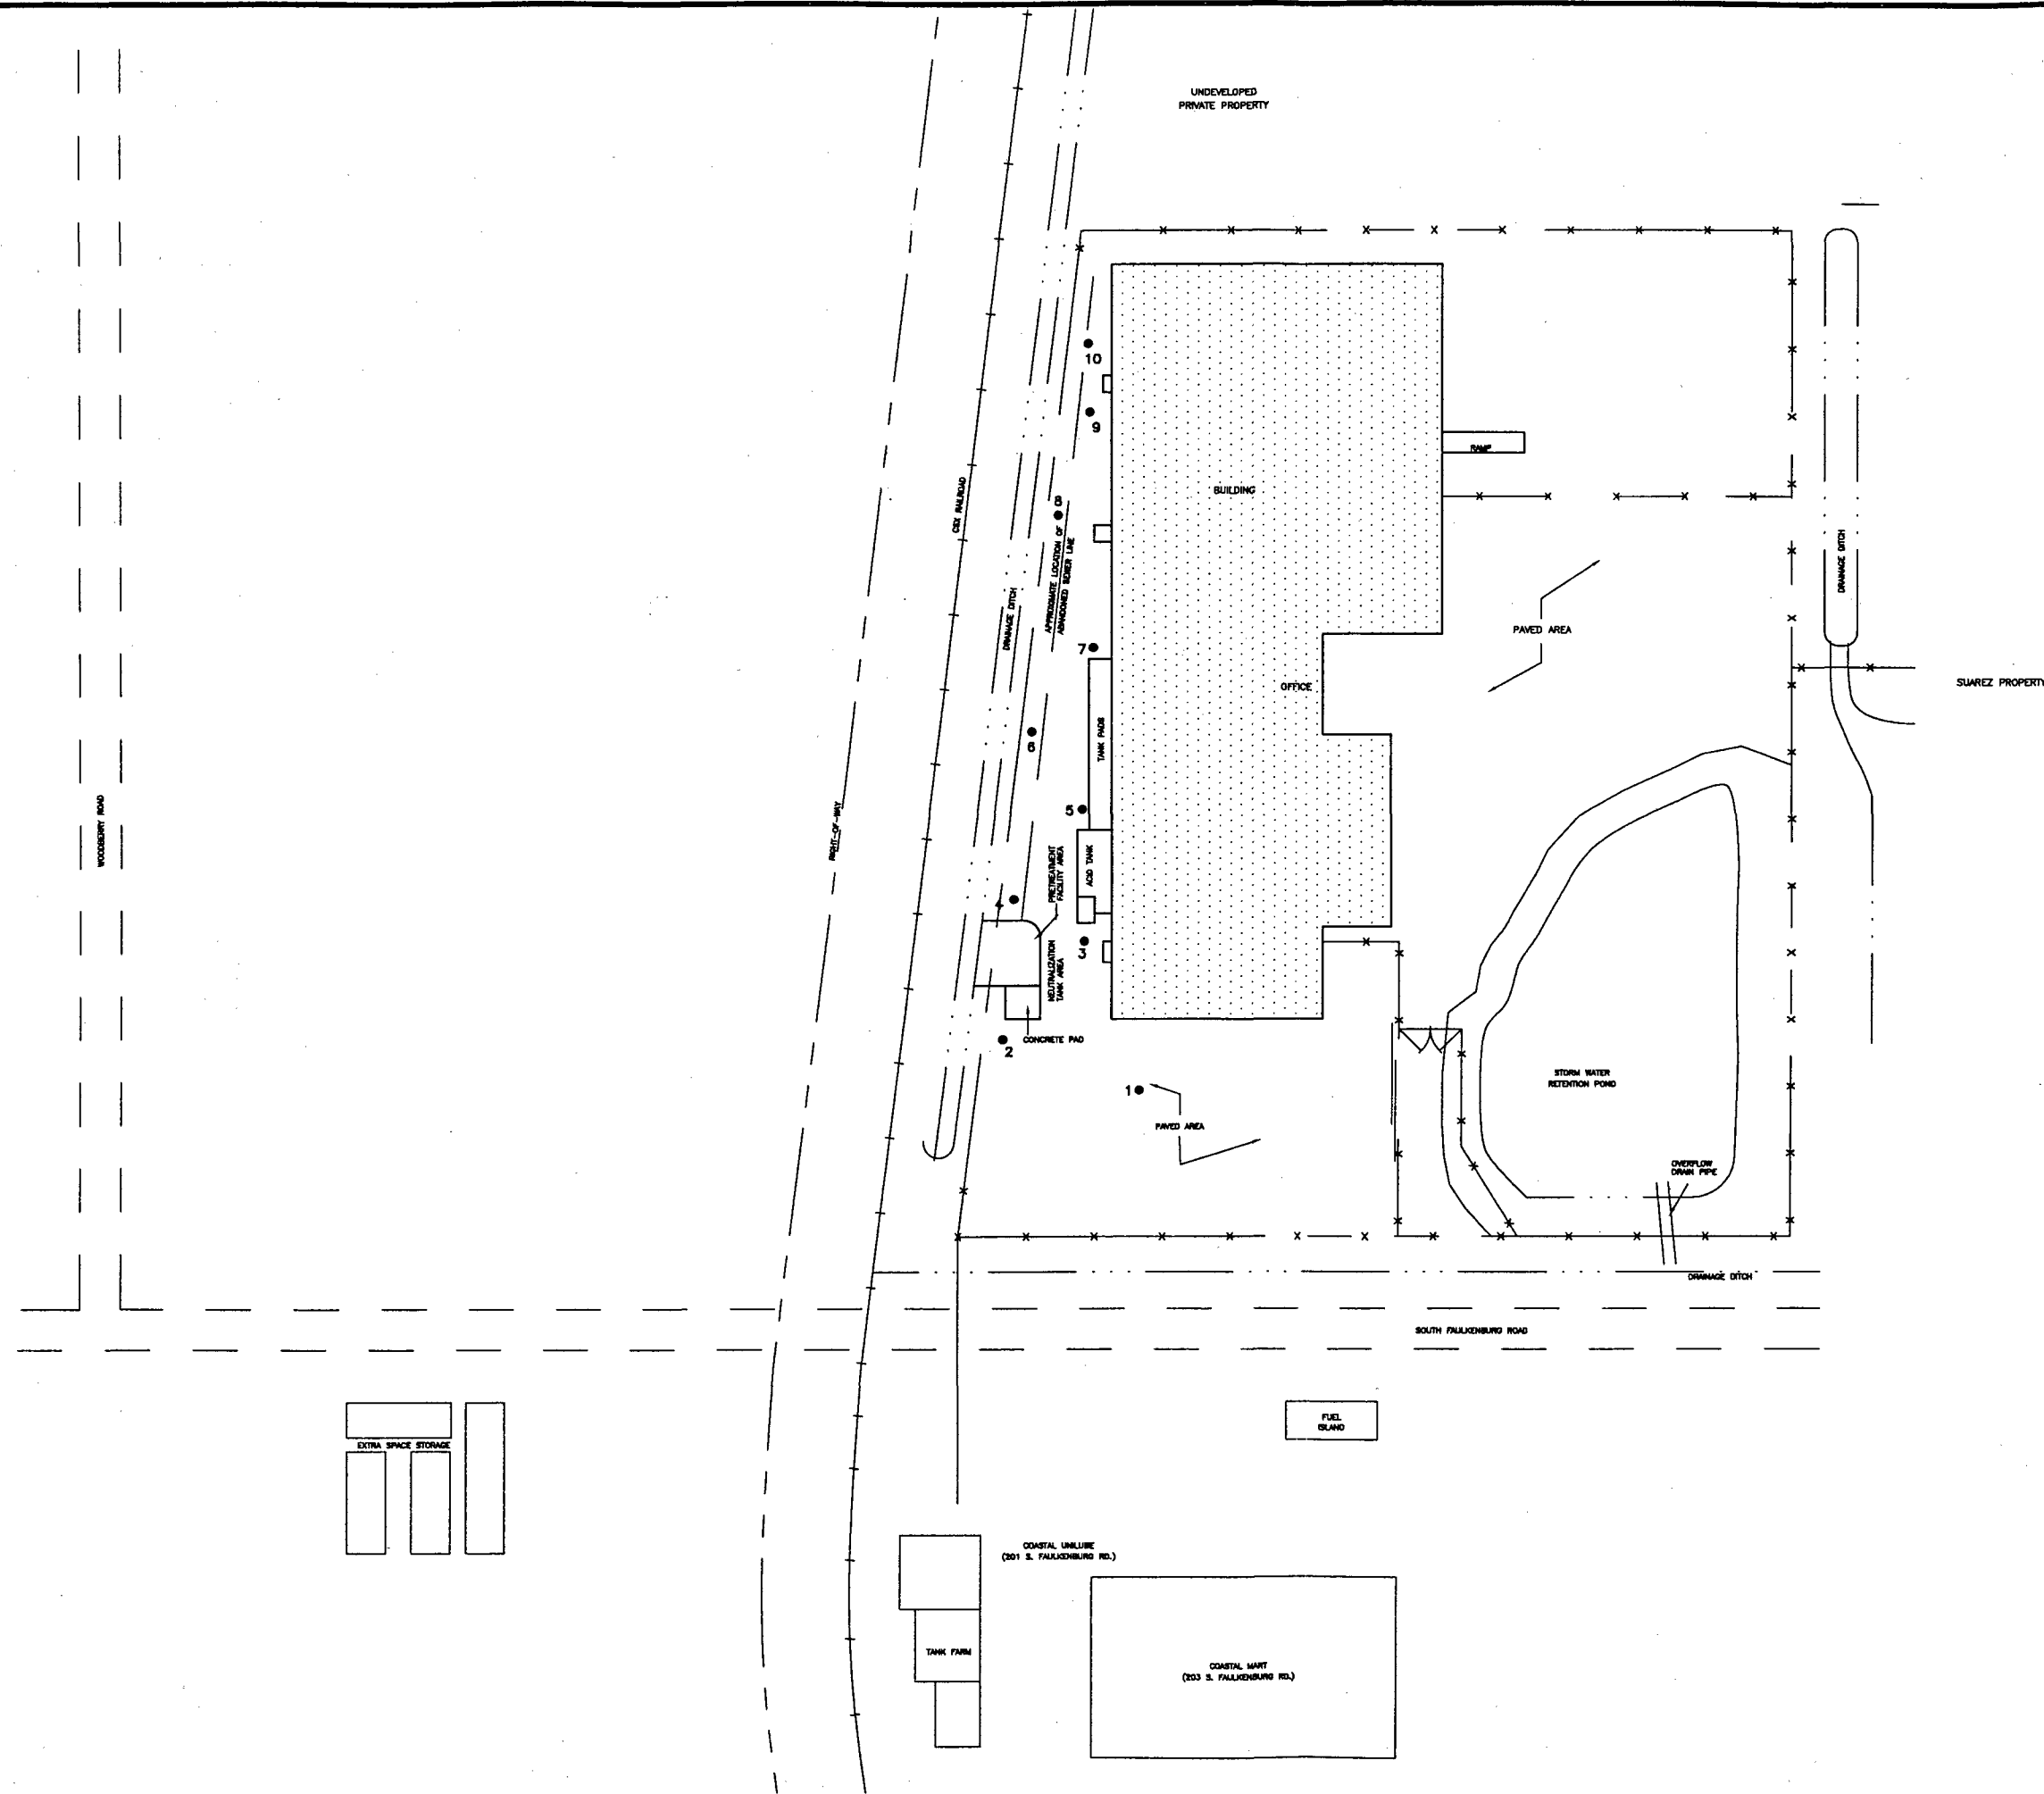 UNDEVELOPED
PRIVATE PROPERTY
10
9
RAMP
BUILDING
CSX RAILROAD
8
APPROXIMATE LOCATION OF
ABANDONED SEWER LINE
DRAINAGE DITCH
DRAINAGE DITCH
PAVED AREA
7
OFFICE
SUAREZ PROPERTY
TANK PADS
6
5
WOODBERRY ROAD
RIGHT-OF-WAY
ACID TANK
PRETREATMENT
FACILITY AREA
4
3
NEUTRALIZATION
TANK AREA
2
CONCRETE PAD
1
PAVED AREA
STORM WATER
RETENTION POND
OVERFLOW
DRAIN PIPE
DRAINAGE DITCH
SOUTH FAULKENBURG ROAD
FUEL
ISLAND
EXTRA SPACE STORAGE
COASTAL UNILUBE
(201 S. FAULKENBURG RD.)
TANK FARM
COASTAL MART
(203 S. FAULKENBURG RD.)